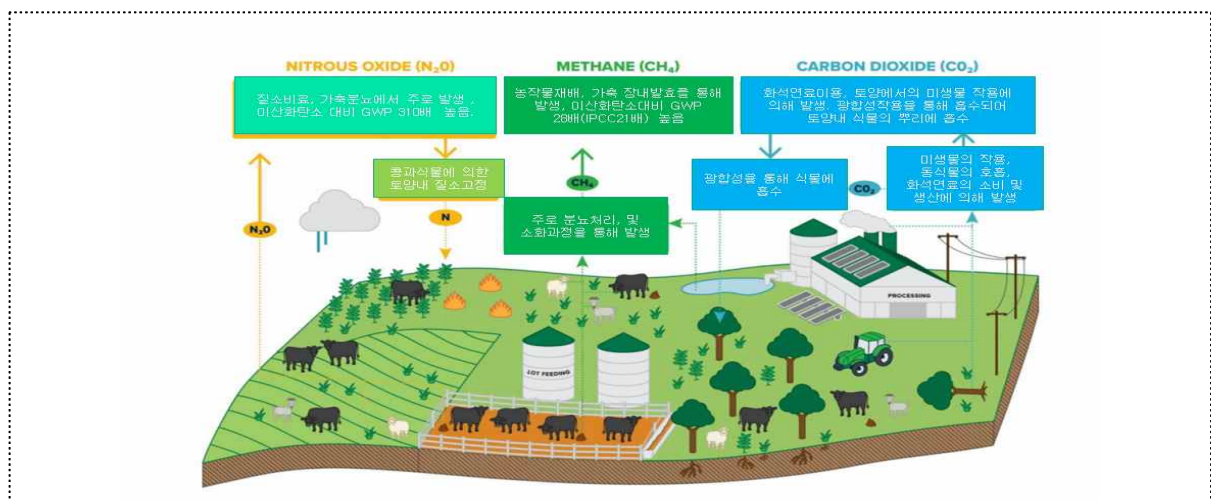 NITROUS OXIDE (N₂O)
질소비료, 가축분뇨에서 주로 발생 ,
이산화탄소 대비 GWP 310배 높음.
콩과식물에 의한
토양내 질소고정
N₂O
N
METHANE (CH₄)
농작물재배, 가축 장내발효를 통해
발생, 이산화탄소대비 GWP
28배(IPCC21배) 높음
CH₄
주로 분뇨처리, 및
소화과정을 통해 발생
CARBON DIOXIDE (CO₂)
화석연료이용, 토양에서의 미생물 작용에
의해 발생. 광합성작용을 통해 흡수되어
토양내 식물의 뿌리에 흡수
광합성을 통해 식물에
흡수
CO₂
미생물의 작용,
동식물의 호흡,
화석연료의 소비 및
생산에 의해 발생
PROCESSING
LOT FEEDING